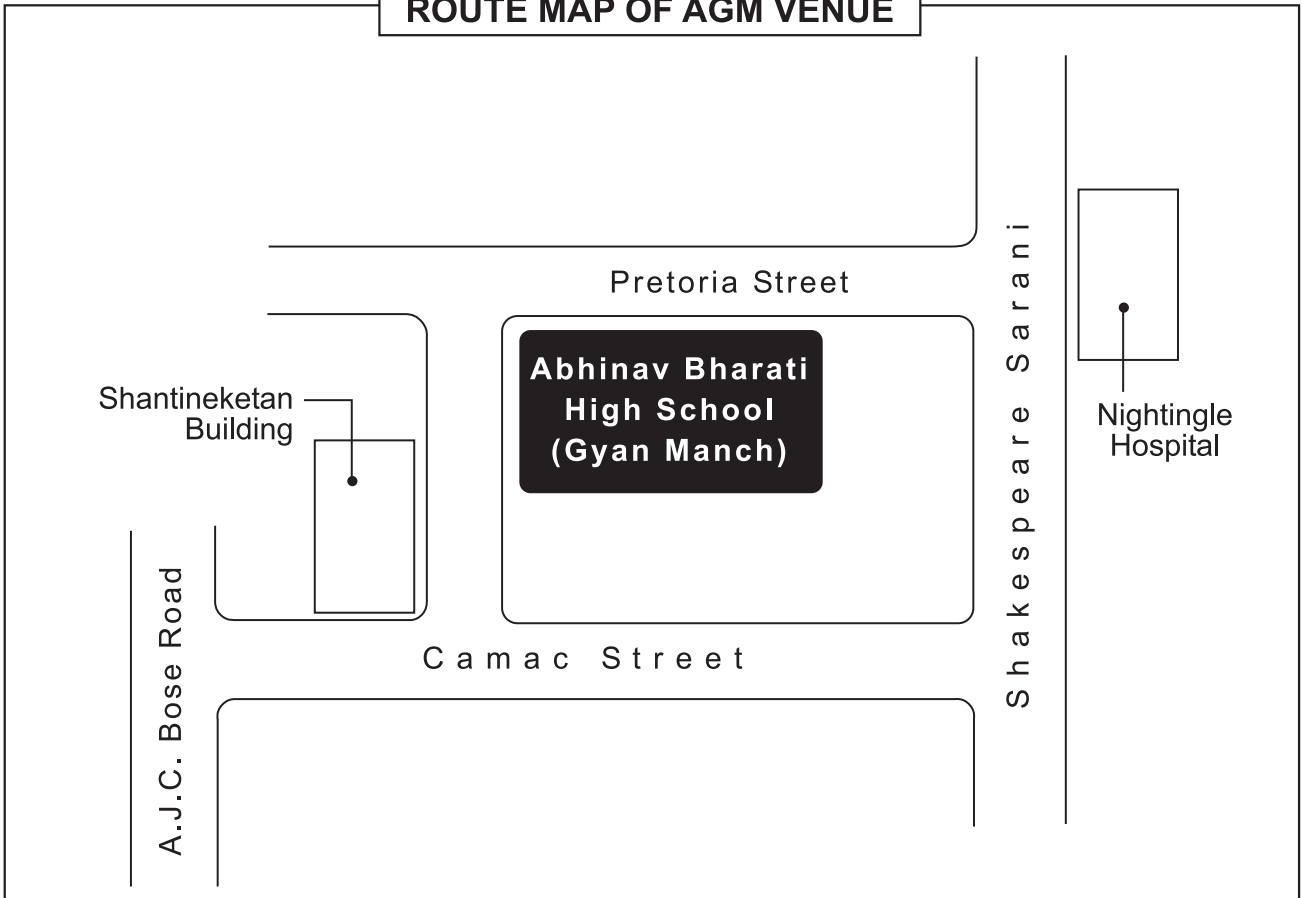 ROUTE MAP OF AGM VENUE
Pretoria Street
Abhinav Bharati
High School
(Gyan Manch)
Shantineketan
Building
Shakespeare Sarani
Nightingle
Hospital
A.J.C. Bose Road
Camac Street